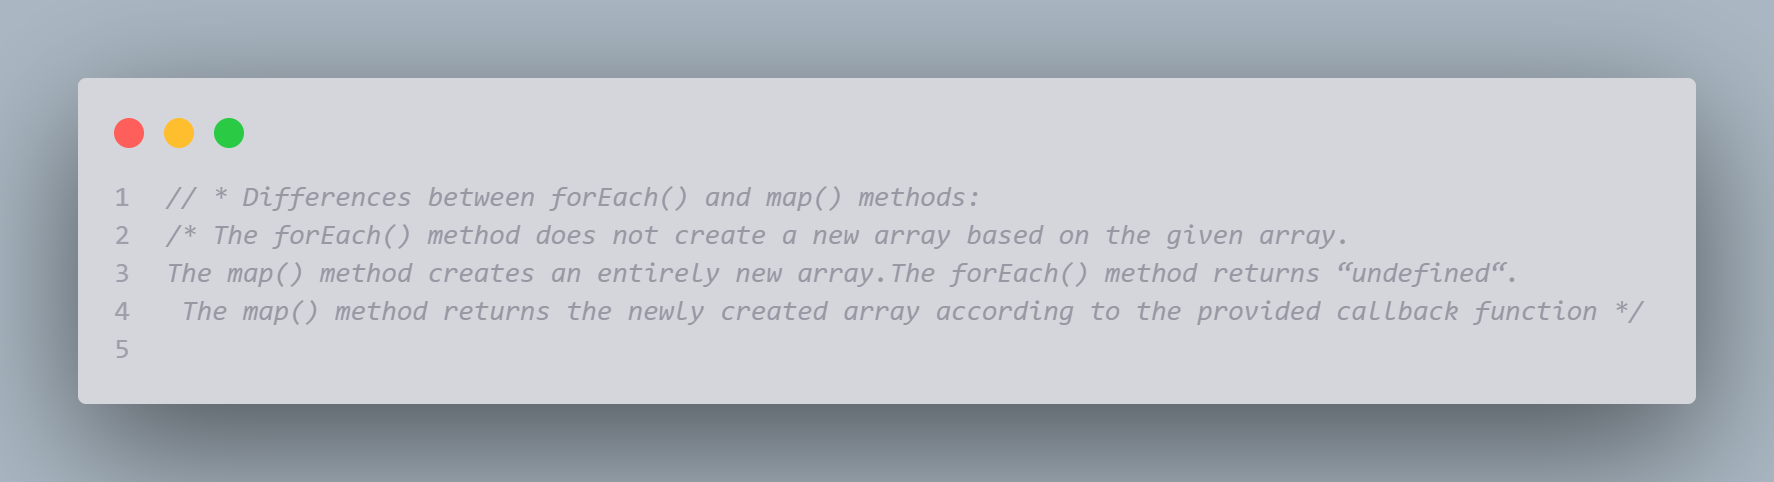 1 // * Differences between forEach() and map() methods:
2 /* The forEach() method does not create a new array based on the given array.
3 The map() method creates an entirely new array.The forEach() method returns “undefined“.
4  The map() method returns the newly created array according to the provided callback function */
5